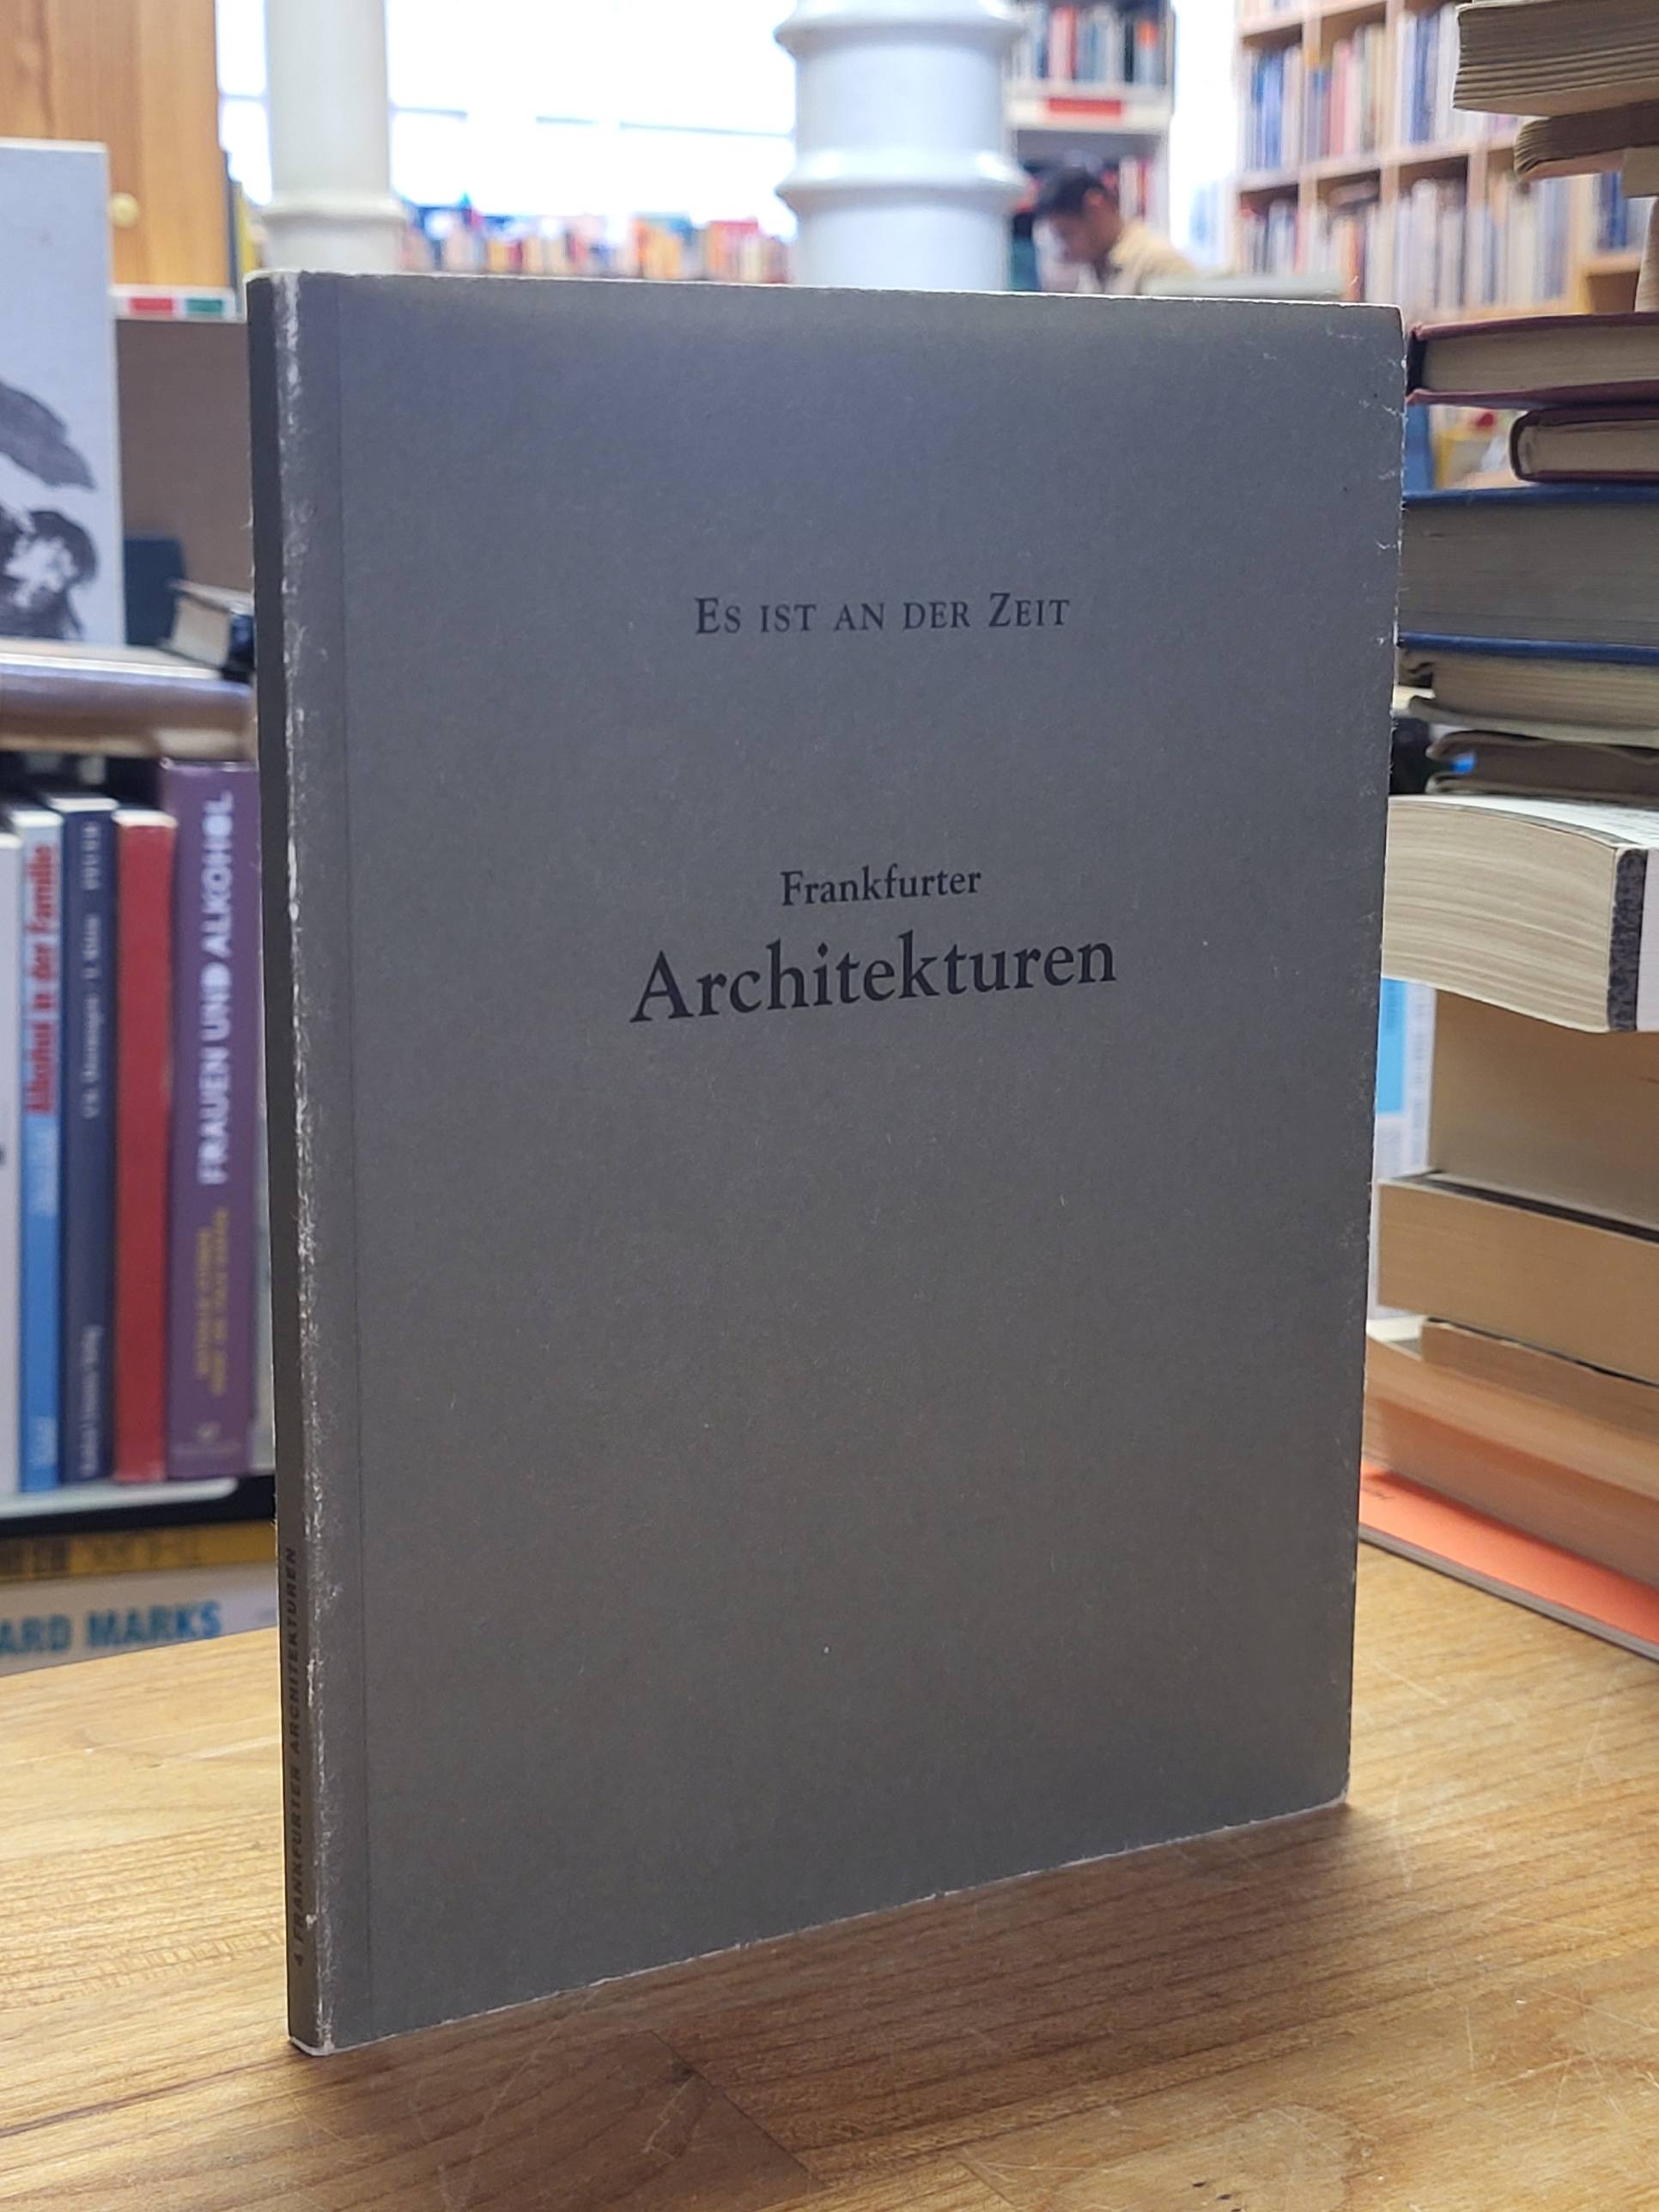 Es ist an der Zeit
Frankfurter
Architekturen
4 FRANKFURTER ARCHITEKTUREN
FRAUEN UND ALKOHOL
Alkohol in der Familie
ARD MARKS